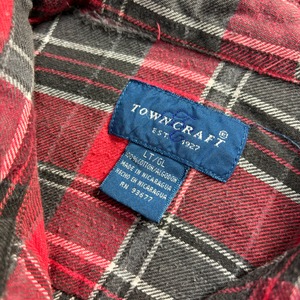 TOWNCRAFT®
EST. 1927
LT/GL
100%COTTON/ALGODON
MADE IN NICARAGUA
HECHO EN NICARAGUA
RN 93677